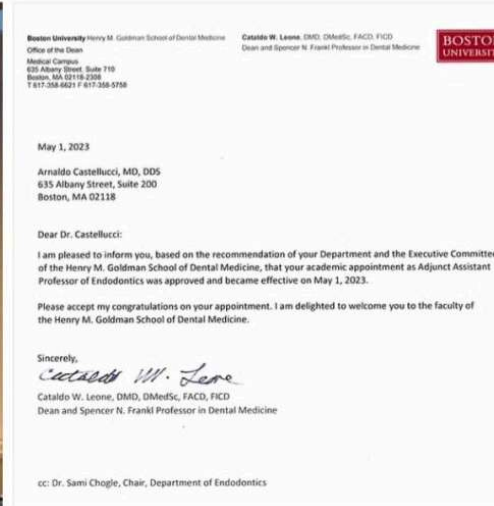 Boston University Henry M. Goldman School of Dental Medicine
Office of the Dean
Medical Campus
635 Albany Street, Suite 710
Boston, MA 02118-2308
T 617-358-6621 F 617-358-5758
Cataldo W. Leone, DMD, DMedSc, FACD, FICD
Dean and Spencer N. Frankl Professor in Dental Medicine
BOSTON
UNIVERSITY
May 1, 2023
Arnaldo Castellucci, MD, DDS
635 Albany Street, Suite 200
Boston, MA 02118
Dear Dr. Castellucci:
I am pleased to inform you, based on the recommendation of your Department and the Executive Committee
of the Henry M. Goldman School of Dental Medicine, that your academic appointment as Adjunct Assistant
Professor of Endodontics was approved and became effective on May 1, 2023.
Please accept my congratulations on your appointment. I am delighted to welcome you to the faculty of
the Henry M. Goldman School of Dental Medicine.
Sincerely,
Cataldo W. Leone
Cataldo W. Leone, DMD, DMedSc, FACD, FICD
Dean and Spencer N. Frankl Professor in Dental Medicine
cc: Dr. Sami Chogle, Chair, Department of Endodontics